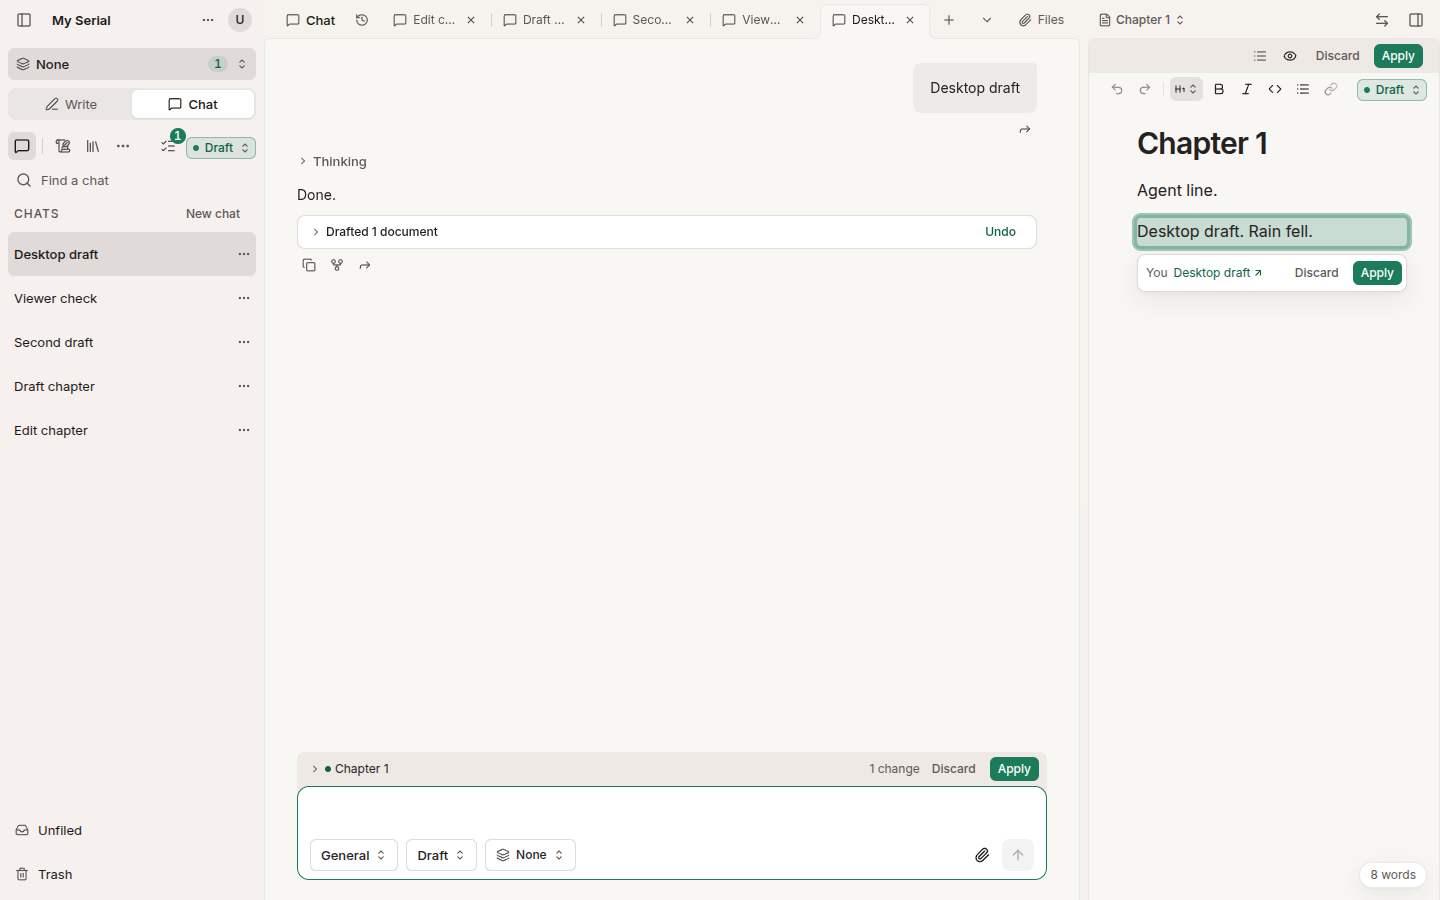 My Serial
U
None
1
Write
Chat
1
Draft
Find a chat
CHATS
New chat
Desktop draft
Viewer check
Second draft
Draft chapter
Edit chapter
Unfiled
Trash
Chat
Edit c...
Draft ...
Seco...
View...
Deskt...
Files
Desktop draft
Thinking
Done.
Drafted 1 document
Undo
Chapter 1
1 change
Discard
Apply
General
Draft
None
Chapter 1
Discard
Apply
H1
B
I
Draft
Chapter 1
Agent line.
Desktop draft. Rain fell.
You Desktop draft
Discard
Apply
8 words